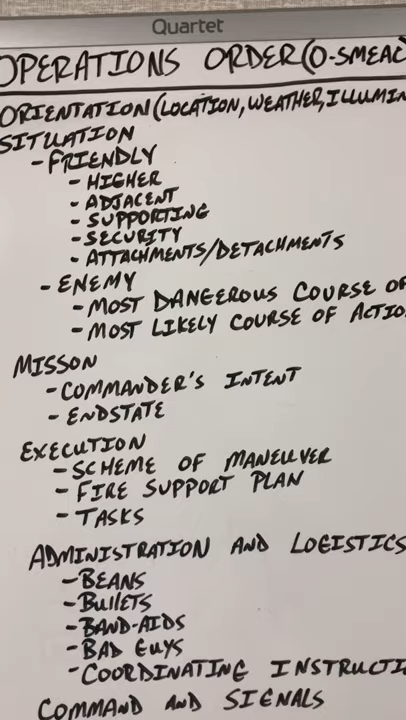 Quartet
OPERATIONS ORDER (O-SMEAC
ORIENTATION (LOCATION, WEATHER, ILLUMIN
SITUATION
- FRIENDLY
- HIGHER
- ADJACENT
- SUPPORTING
- SECURITY
- ATTACHMENTS/DETACHMENTS
- ENEMY
- MOST DANGEROUS COURSE OF
- MOST LIKELY COURSE OF ACTIO
MISSON
- COMMANDER'S INTENT
- ENDSTATE
EXECUTION
- SCHEME OF MANEUVER
- FIRE SUPPORT PLAN
- TASKS
ADMINISTRATION AND LOGISTICS
- BEANS
- BUllETS
- BAND-AIDS
- BAD GUYS
- COORDINATING INSTRUCTI
COMMAND AND SIGNALS